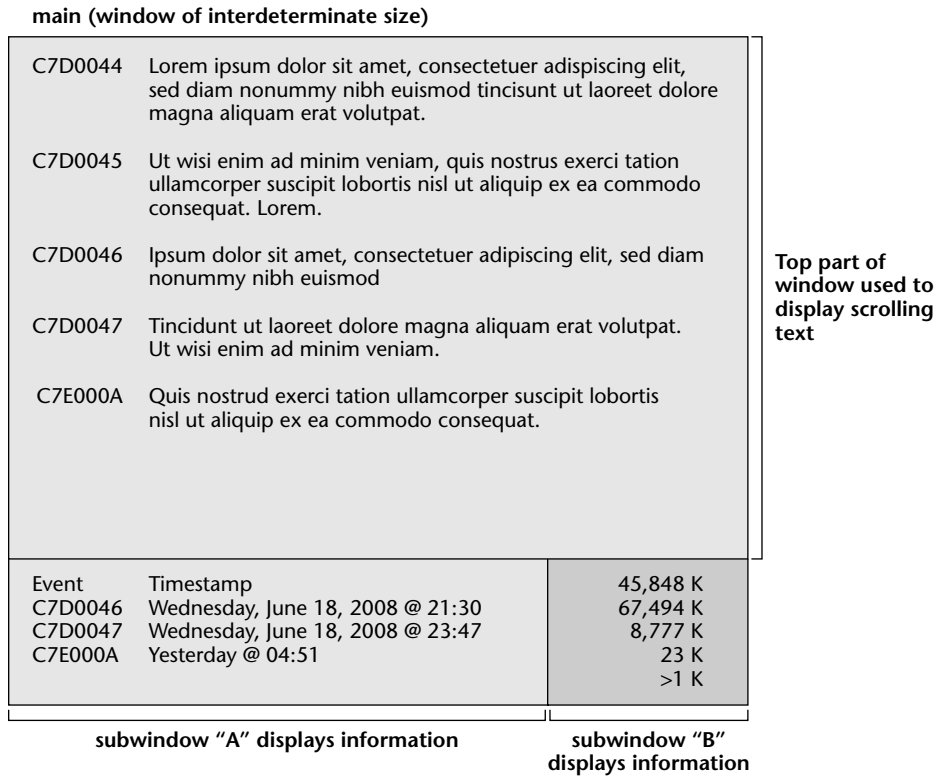 main (window of interdeterminate size)
C7D0044 Lorem ipsum dolor sit amet, consectetuer adispiscing elit,
sed diam nonummy nibh euismod tincisunt ut laoreet dolore
magna aliquam erat volutpat.
C7D0045 Ut wisi enim ad minim veniam, quis nostrus exerci tation
ullamcorper suscipit lobortis nisl ut aliquip ex ea commodo
consequat. Lorem.
C7D0046 Ipsum dolor sit amet, consectetuer adipiscing elit, sed diam
nonummy nibh euismod
C7D0047 Tincidunt ut laoreet dolore magna aliquam erat volutpat.
Ut wisi enim ad minim veniam.
C7E000A Quis nostrud exerci tation ullamcorper suscipit lobortis
nisl ut aliquip ex ea commodo consequat.
Top part of
window used to
display scrolling
text
Event Timestamp
C7D0046 Wednesday, June 18, 2008 @ 21:30
C7D0047 Wednesday, June 18, 2008 @ 23:47
C7E000A Yesterday @ 04:51
45,848 K
67,494 K
8,777 K
23 K
>1 K
subwindow “A” displays information
subwindow “B”
displays information